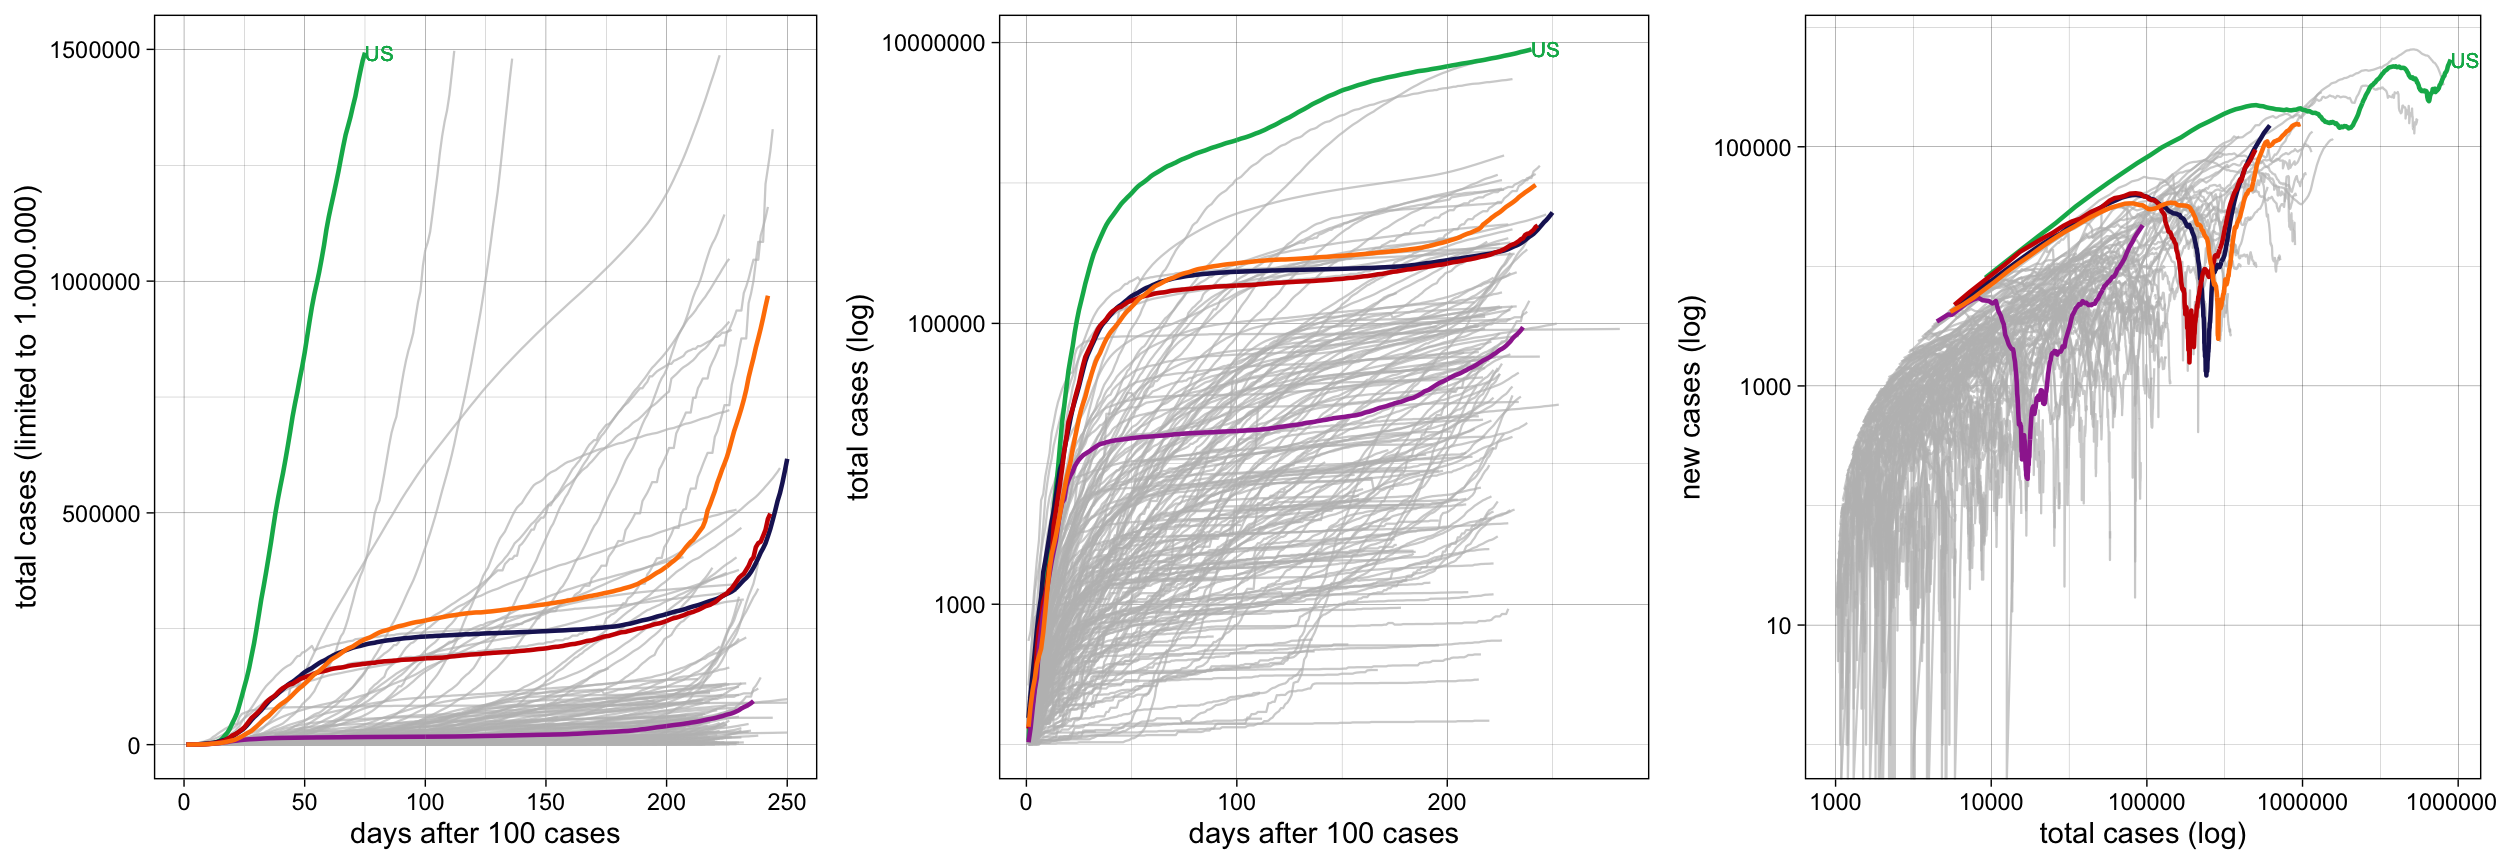 total cases (limited to 1.000.000)
1500000
1000000
500000
0
US
0 50 100 150 200 250
days after 100 cases
total cases (log)
10000000
100000
1000
US
0 100 200
days after 100 cases
new cases (log)
100000
1000
10
US
1000 10000 100000 1000000 1000000
total cases (log)